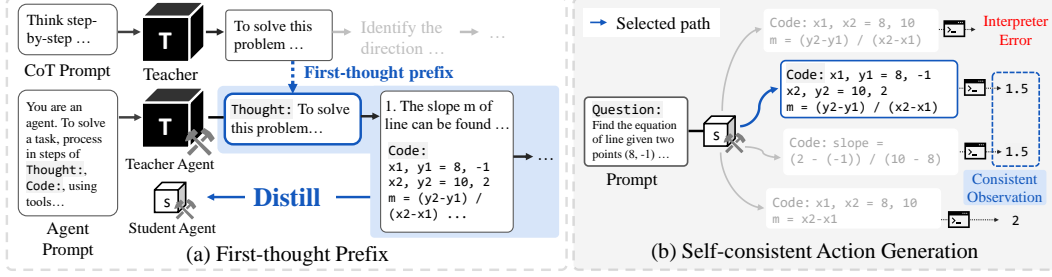 Think step-
by-step …
CoT Prompt
T
Teacher
To solve this
problem …
Identify the
direction …
…
First-thought prefix
You are an
agent. To solve
a task, process
in steps of
Thought:,
Code:, using
tools…
Agent
Prompt
T
Teacher Agent
Thought: To solve
this problem…
1. The slope m of
line can be found …
Code:
x1, y1 = 8, -1
x2, y2 = 10, 2
m = (y2-y1) /
(x2-x1) ...
…
S
Student Agent
Distill
(a) First-thought Prefix
Selected path
Question:
Find the equation
of line given two
points (8, -1) …
Prompt
S
Code: x1, x2 = 8, 10
m = (y2-y1) / (x2-x1)
Interpreter
Error
Code: x1, y1 = 8, -1
x2, y2 = 10, 2
m = (y2-y1) / (x2-x1)
1.5
Code: slope =
(2 - (-1)) / (10 - 8)
1.5
Consistent
Observation
Code: x1, x2 = 8, 10
m = x2-x1
2
(b) Self-consistent Action Generation